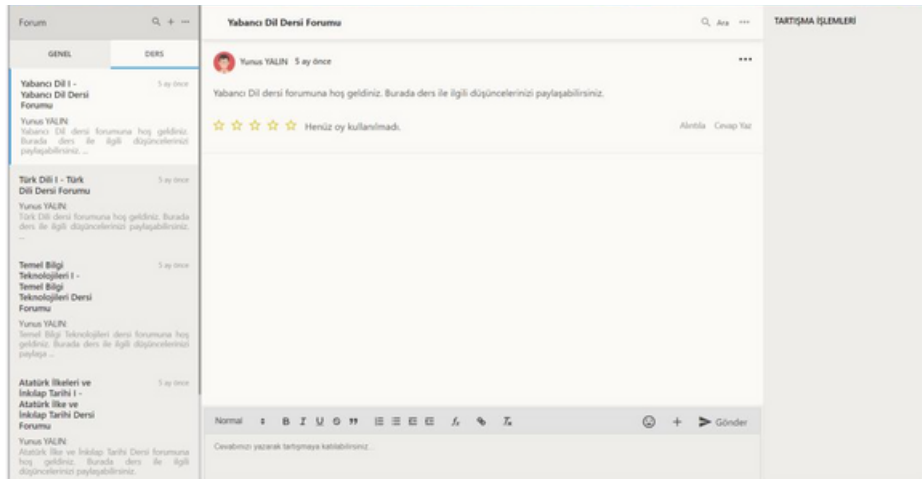 Forum
GENEL DERS
Yabancı Dil I - 5 ay önce
Yabancı Dil Dersi
Forumu
Yunus YALIN:
Yabancı Dil dersi forumuna hoş geldiniz.
Burada ders ile ilgili düşüncelerinizi
paylaşabilirsiniz. ...
Türk Dili I - Türk 5 ay önce
Dili Dersi Forumu
Yunus YALIN:
Türk Dili dersi forumuna hoş geldiniz. Burada
ders ile ilgili düşüncelerinizi paylaşabilirsiniz.
...
Temel Bilgi 5 ay önce
Teknolojileri I -
Temel Bilgi
Teknolojileri Dersi
Forumu
Yunus YALIN:
Temel Bilgi Teknolojileri dersi forumuna hoş
geldiniz. Burada ders ile ilgili düşüncelerinizi
paylaşa ...
Atatürk İlkeleri ve 5 ay önce
İnkılap Tarihi I -
Atatürk İlke ve
İnkılap Tarihi Dersi
Forumu
Yunus YALIN:
Atatürk İlke ve İnkılap Tarihi Dersi forumuna
hoş geldiniz. Burada ders ile ilgili
düşüncelerinizi paylaşabilirsiniz.
Yabancı Dil Dersi Forumu
Ara
Yunus YALIN 5 ay önce
Yabancı Dil dersi forumuna hoş geldiniz. Burada ders ile ilgili düşüncelerinizi paylaşabilirsiniz.
Henüz oy kullanılmadı.
Alıntıla Cevap Yaz
Normal B I U S
Gönder
Cevabınızı yazarak tartışmaya katılabilirsiniz...
TARTIŞMA İŞLEMLERİ